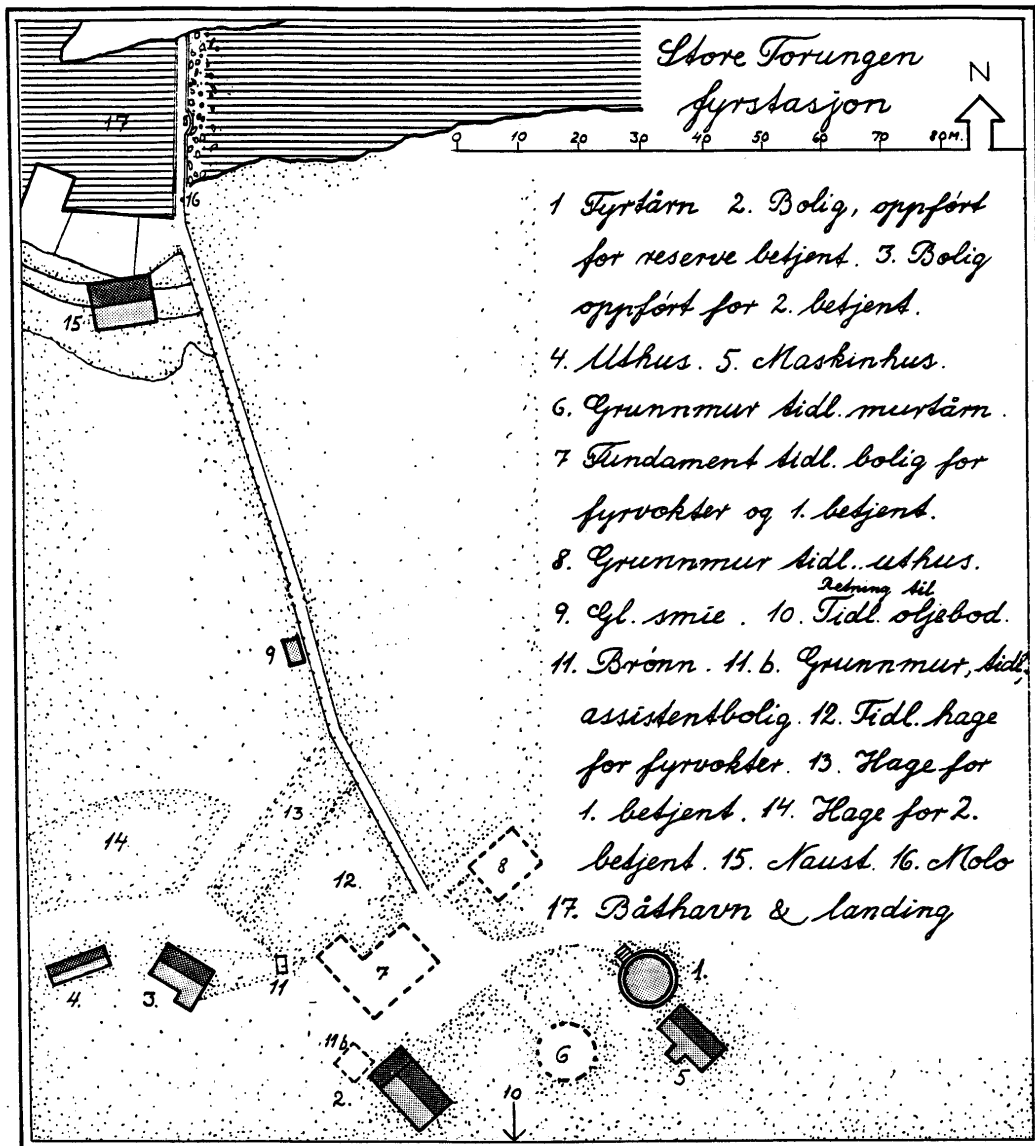 Store Torungen
fyrstasjon
N
0 10 20 30 40 50 60 70 80 M.
1 Fyrtårn 2. Bolig, oppført
for reserve betjent. 3. Bolig
oppført for 2. betjent.
4. Uthus. 5. Maskinhus.
6. Grunnmur tidl. murtårn.
7 Fundament tidl. bolig for
fyrvokter og 1. betjent.
8. Grunnmur tidl. uthus.
Retning til
9. Gl. smie. 10. Tidl. oljebod.
11. Brønn. 11. b. Grunnmur, tidl.
assistentbolig. 12. Tidl. hage
for fyrvokter. 13. Hage for
1. betjent. 14. Hage for 2.
betjent. 15. Naust. 16. Molo
17. Båthavn & landing
17
16
15
9
13
14.
12.
8
4.
3.
11
7
1.
11b,
2.
6
5
10